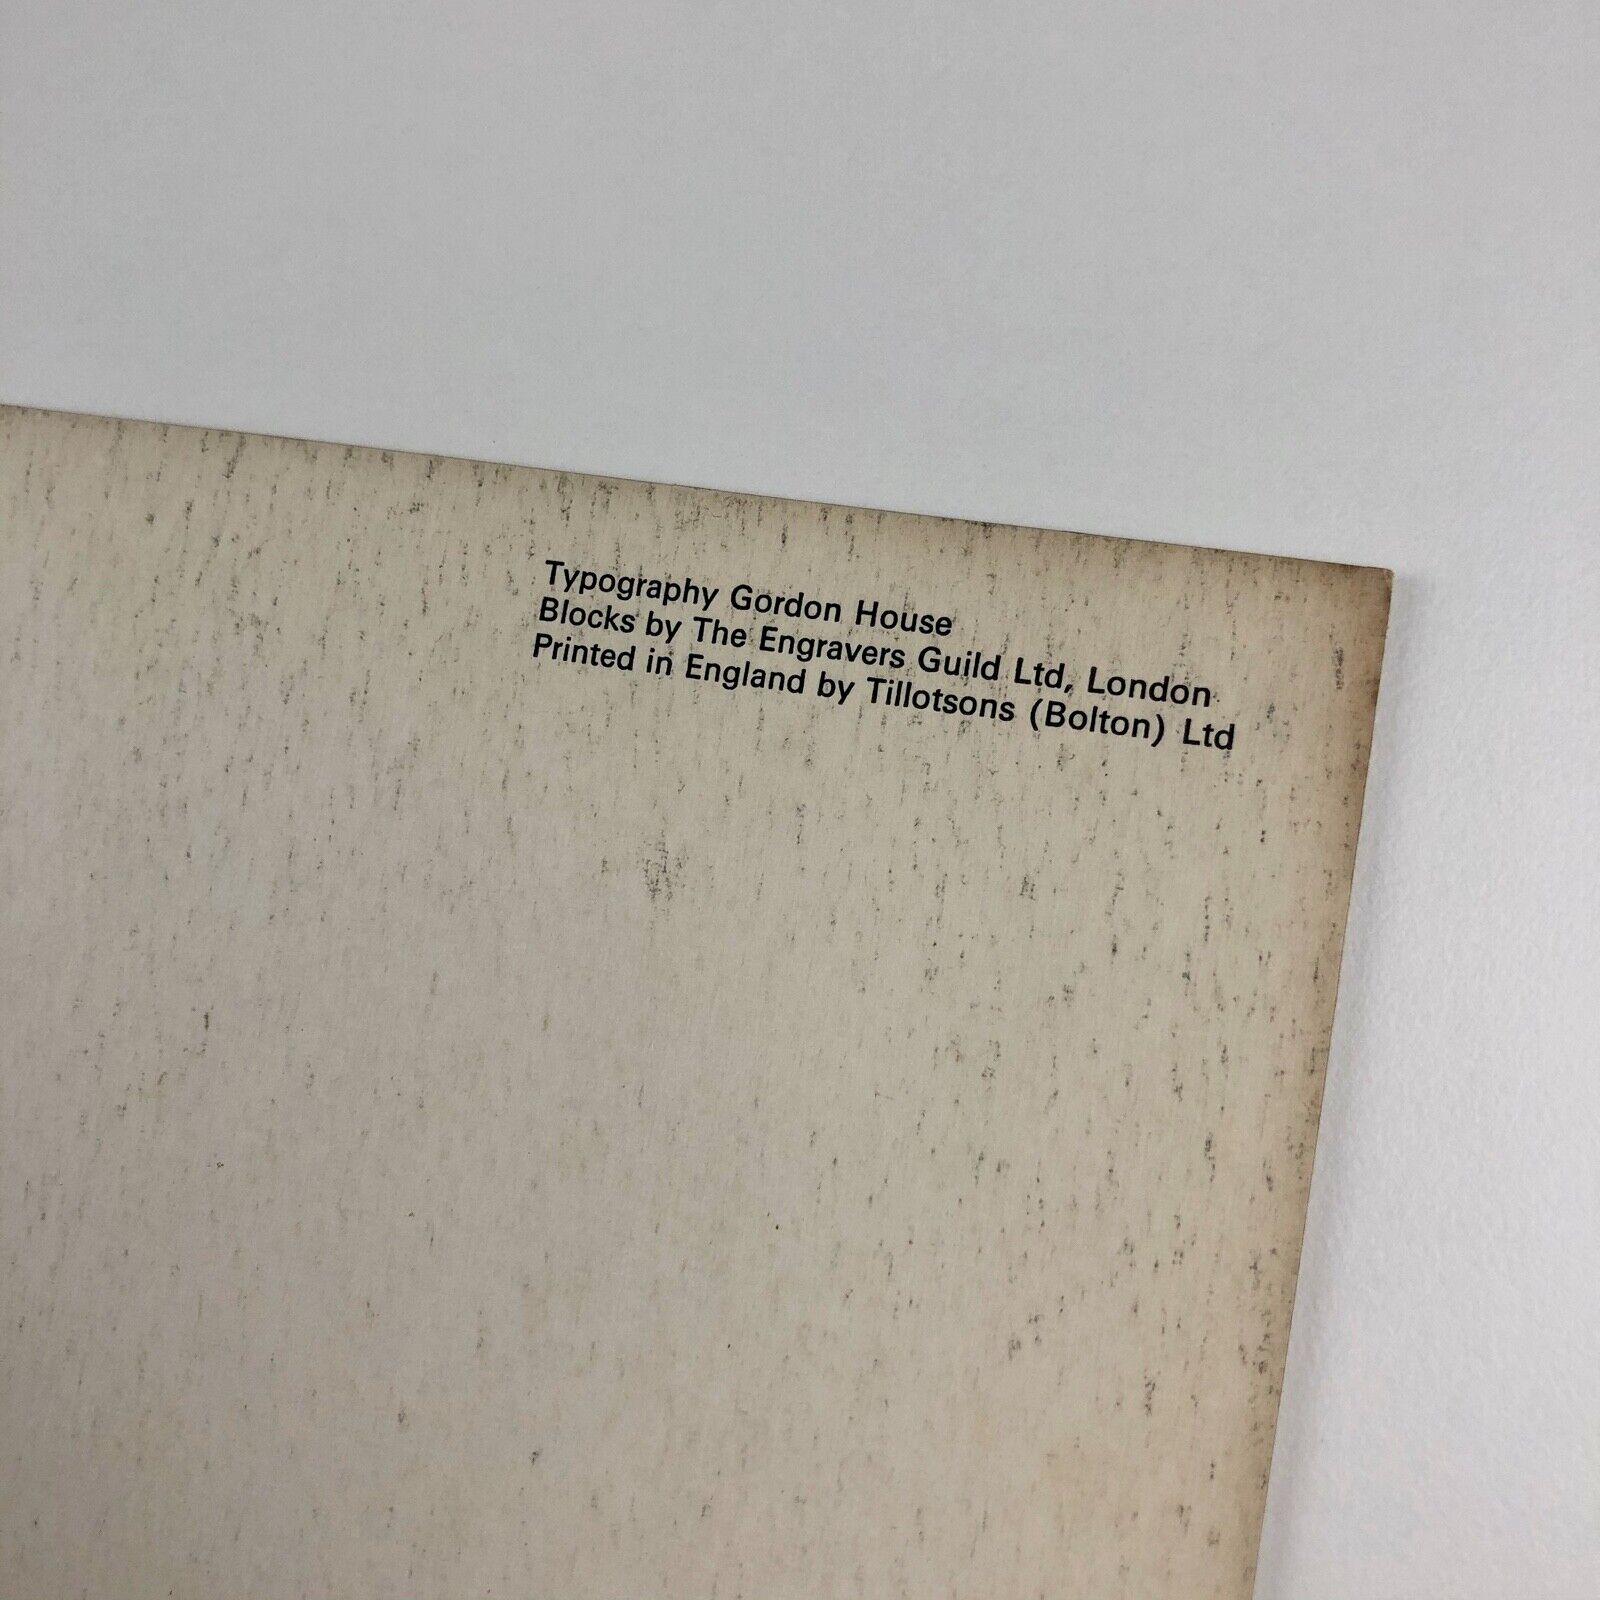 Typography Gordon House
Blocks by The Engravers Guild Ltd, London
Printed in England by Tillotsons (Bolton) Ltd